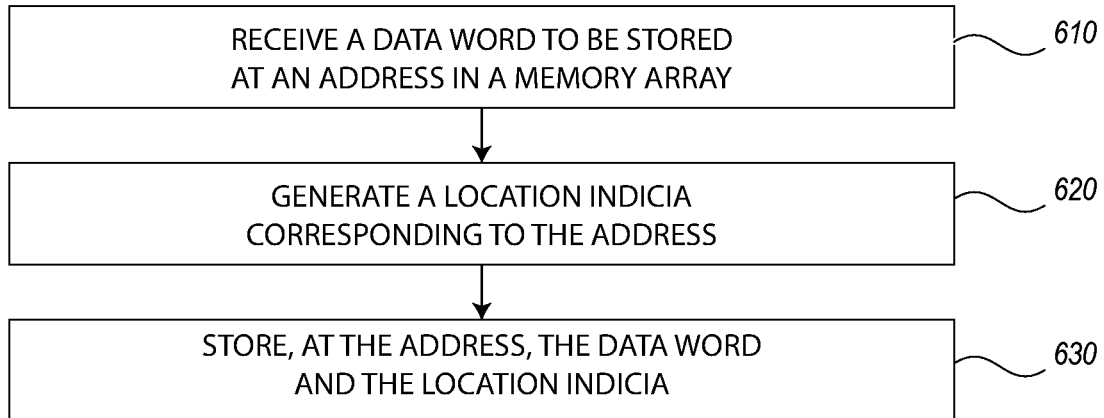 RECEIVE A DATA WORD TO BE STORED
AT AN ADDRESS IN A MEMORY ARRAY
610
GENERATE A LOCATION INDICIA
CORRESPONDING TO THE ADDRESS
620
STORE, AT THE ADDRESS, THE DATA WORD
AND THE LOCATION INDICIA
630